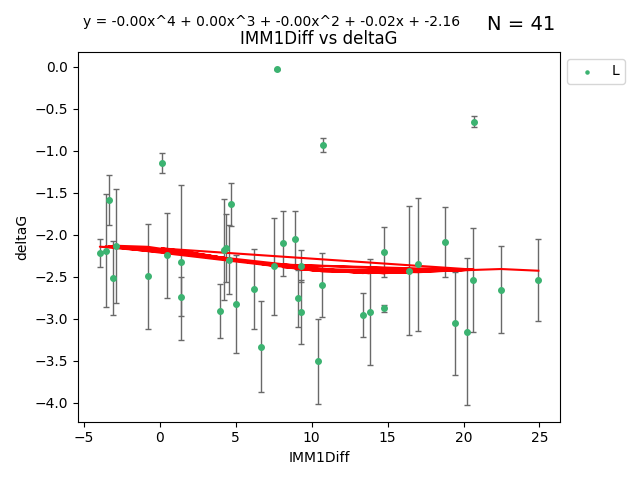 y = -0.00x^4 + 0.00x^3 + -0.00x^2 + -0.02x + -2.16
N = 41
IMM1Diff vs deltaG
L
0.0
−0.5
−1.0
−1.5
−2.0
−2.5
−3.0
−3.5
−4.0
deltaG
−5
0
5
10
15
20
25
IMM1Diff